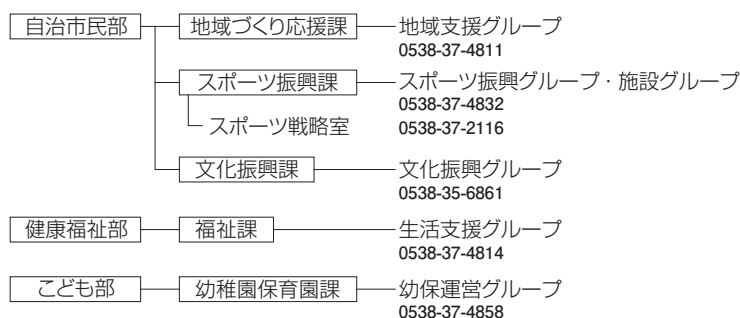 自治市民部 地域づくり応援課 地域支援グループ
0538-37-4811
スポーツ振興課 スポーツ振興グループ・施設グループ
0538-37-4832
スポーツ戦略室 0538-37-2116
文化振興課 文化振興グループ
0538-35-6861
健康福祉部 福祉課 生活支援グループ
0538-37-4814
こども部 幼稚園保育園課 幼保運営グループ
0538-37-4858